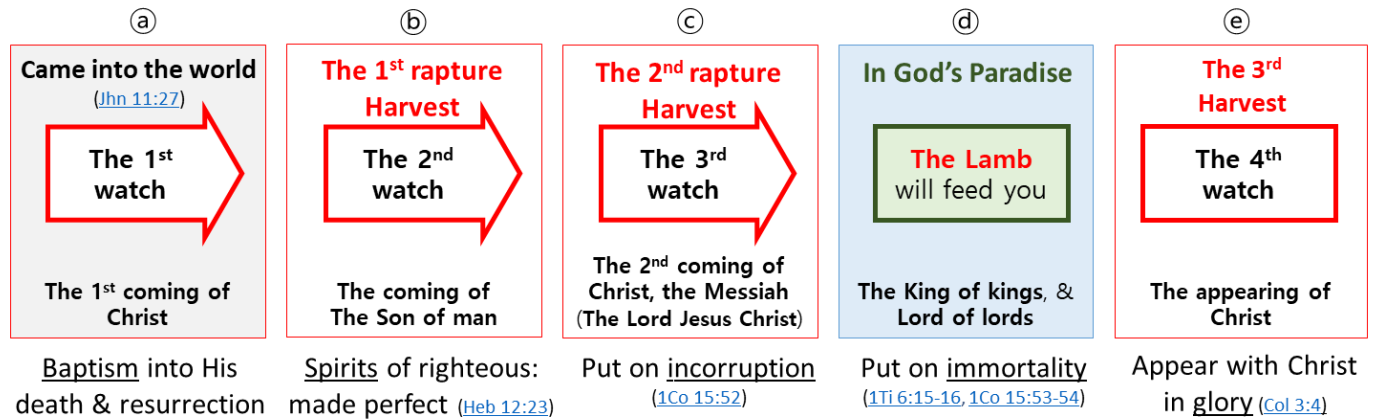 ⓐ
Came into the world
(Jhn 11:27)
The 1st
watch
The 1st coming of
Christ
Baptism into His
death & resurrection
ⓑ
The 1st rapture
Harvest
The 2nd
watch
The coming of
The Son of man
Spirits of righteous:
made perfect (Heb 12:23)
ⓒ
The 2nd rapture
Harvest
The 3rd
watch
The 2nd coming of
Christ, the Messiah
(The Lord Jesus Christ)
Put on incorruption
(1Co 15:52)
ⓓ
In God's Paradise
The Lamb
will feed you
The King of kings, &
Lord of lords
Put on immortality
(1Ti 6:15-16, 1Co 15:53-54)
ⓔ
The 3rd
Harvest
The 4th
watch
The appearing of
Christ
Appear with Christ
in glory (Col 3:4)